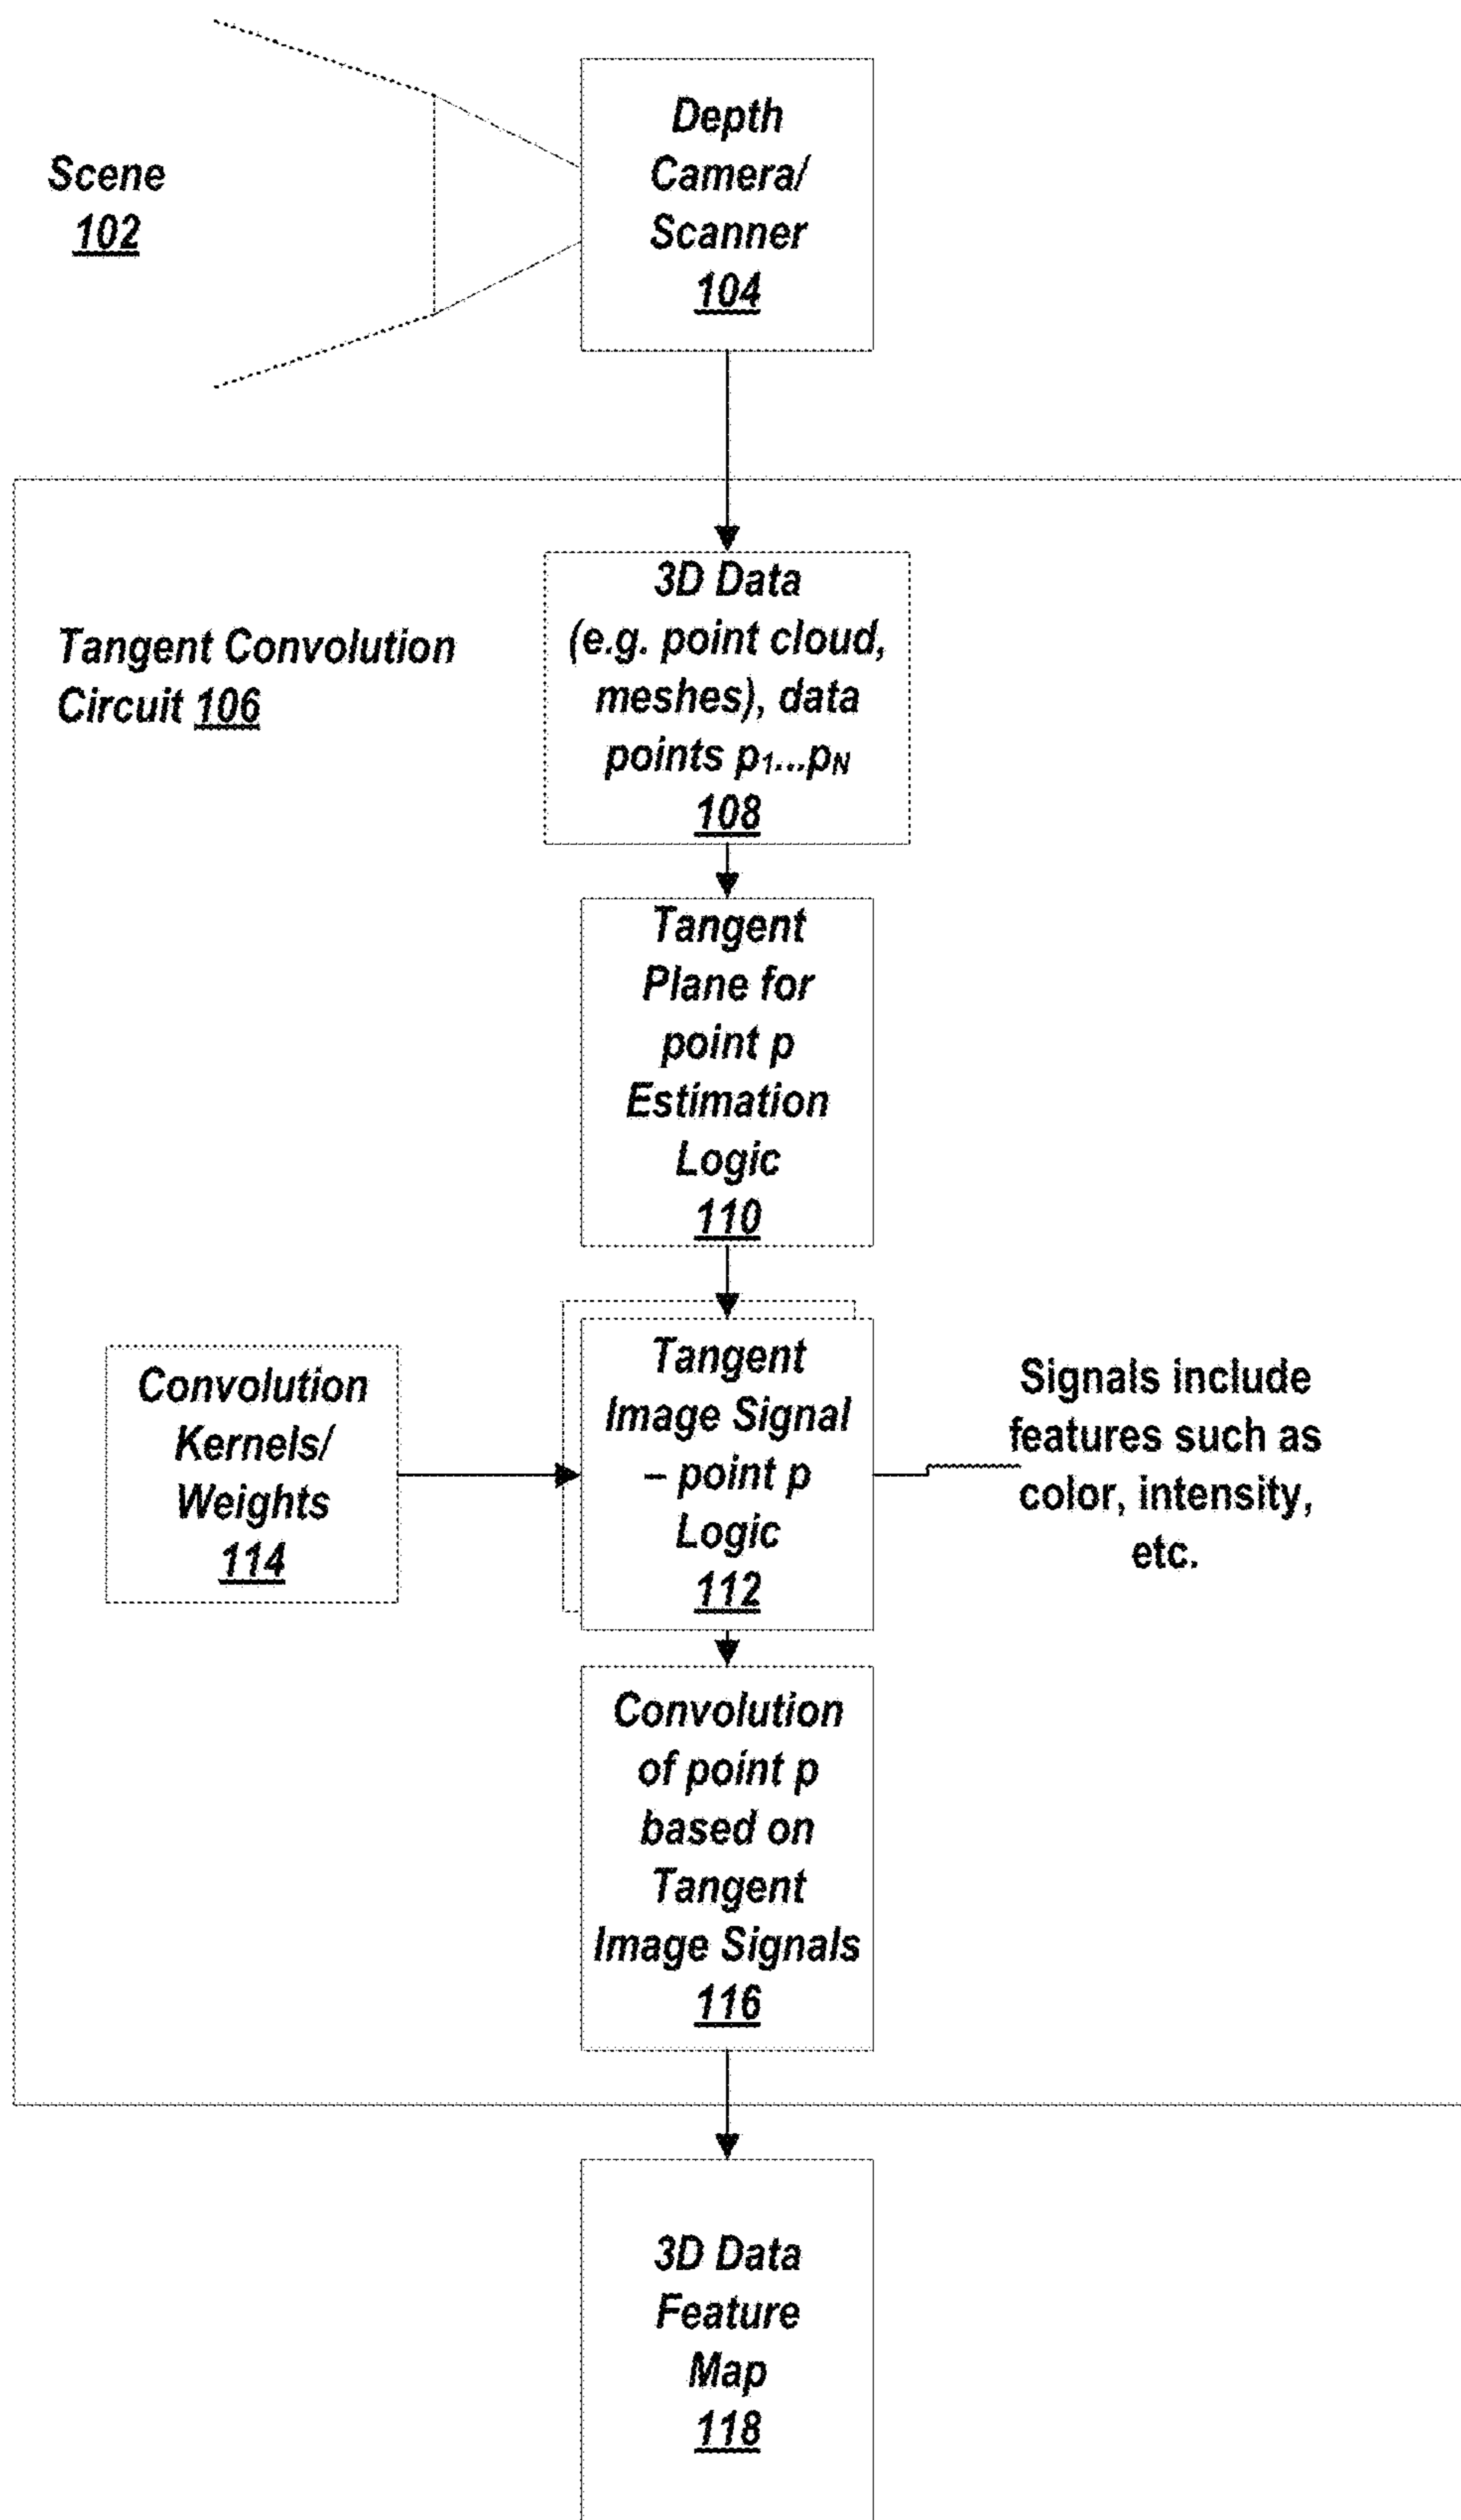 Scene
102
Depth
Camera/
Scanner
104
Tangent Convolution
Circuit 106
3D Data
(e.g. point cloud,
meshes), data
points p₁...pN
108
Tangent
Plane for
point p
Estimation
Logic
110
Convolution
Kernels/
Weights
114
Tangent
Image Signal
– point p
Logic
112
Signals include
features such as
color, intensity,
etc.
Convolution
of point p
based on
Tangent
Image Signals
116
3D Data
Feature
Map
118